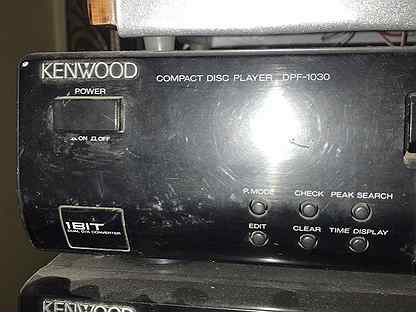 KENWOOD
COMPACT DISC PLAYER DPF-1030
POWER
ON OFF
P.MODE CHECK PEAK SEARCH
EDIT CLEAR TIME DISPLAY
1BIT
DUAL D/A CONVERTER
KENWOOD